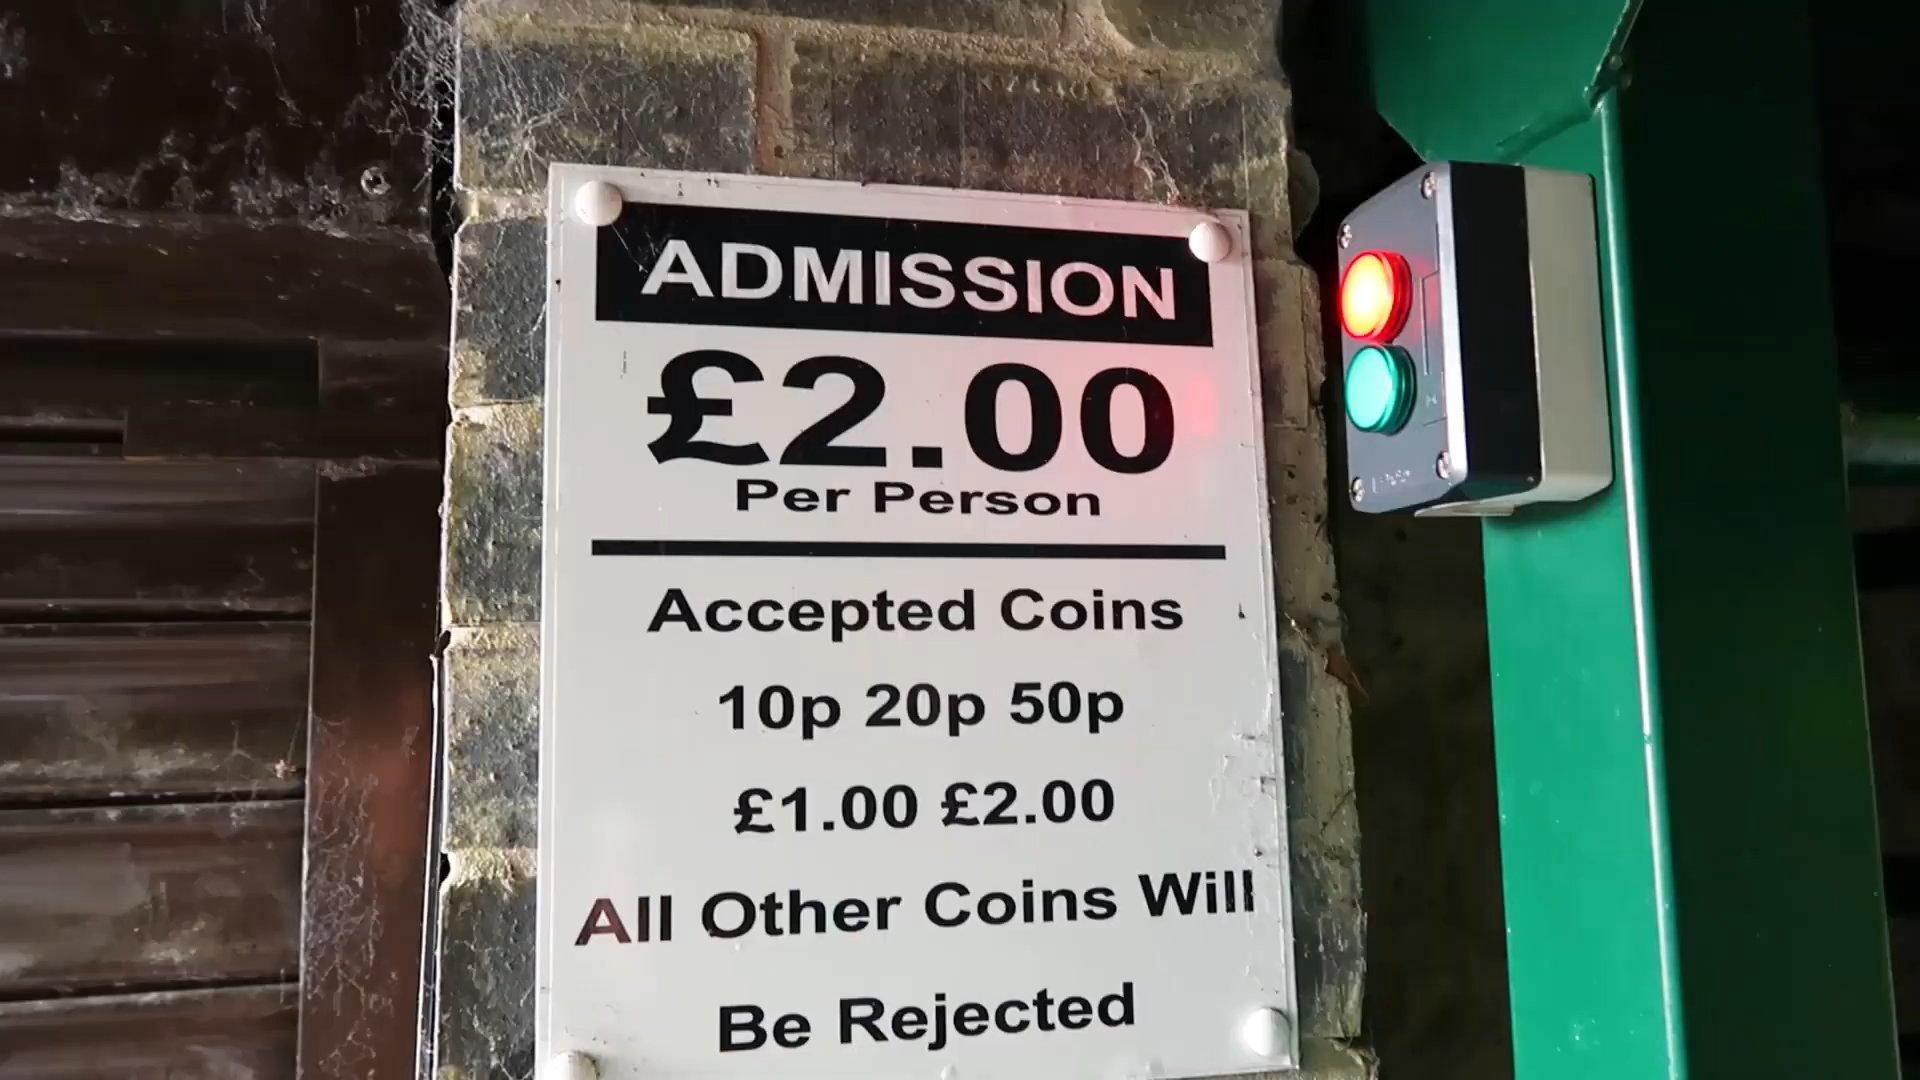 ADMISSION
£2.00
Per Person
Accepted Coins
10p 20p 50p
£1.00 £2.00
All Other Coins Will
Be Rejected